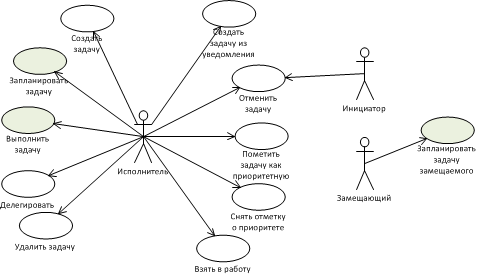 Создать
задачу
Создать
задачу из
уведомления
Запланировать
задачу
Отменить
задачу
Инициатор
Выполнить
задачу
Исполнитель
Пометить
задачу как
приоритетную
Запланировать
задачу
замещаемого
Замещающий
Делегировать
Снять отметку
о приоритете
Удалить задачу
Взять в работу